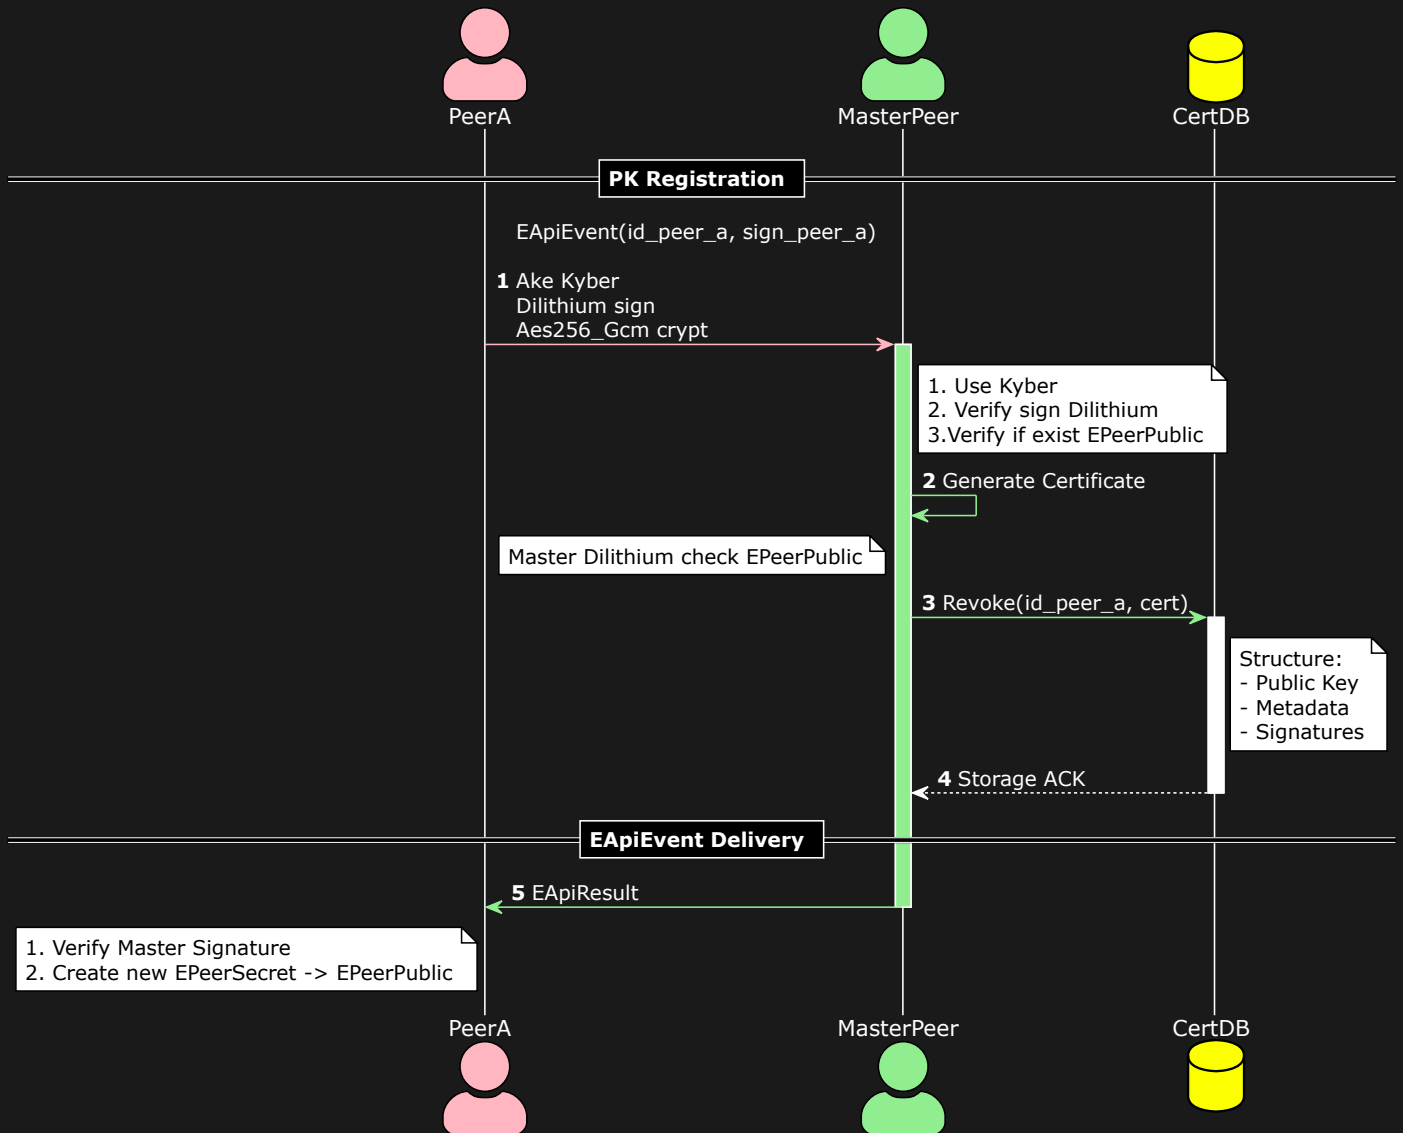 PeerA
MasterPeer
CertDB
PK Registration
EApiEvent(id_peer_a, sign_peer_a)
1 Ake Kyber
Dilithium sign
Aes256_Gcm crypt
1. Use Kyber
2. Verify sign Dilithium
3.Verify if exist EPeerPublic
2 Generate Certificate
Master Dilithium check EPeerPublic
3 Revoke(id_peer_a, cert)
Structure:
- Public Key
- Metadata
- Signatures
4 Storage ACK
EApiEvent Delivery
5 EApiResult
1. Verify Master Signature
2. Create new EPeerSecret -> EPeerPublic
PeerA
MasterPeer
CertDB